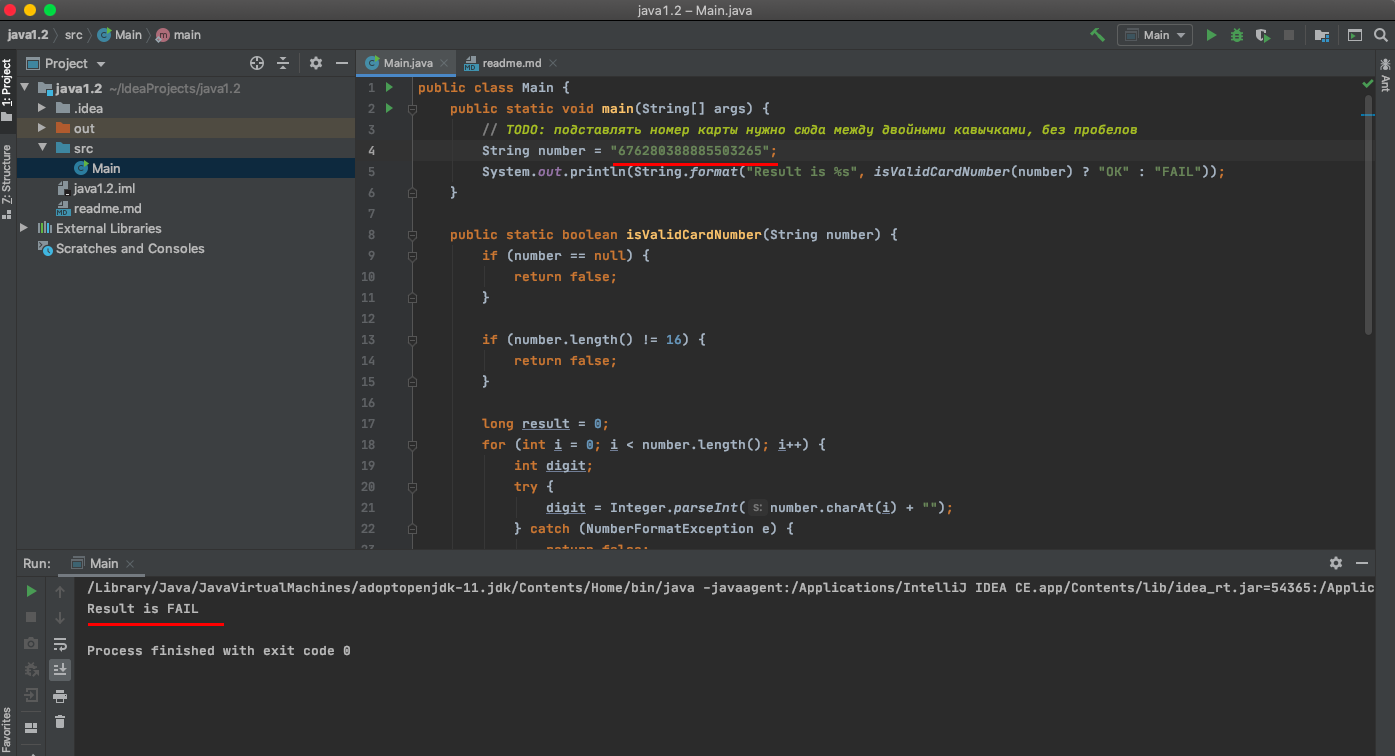 java1.2 – Main.java
java1.2 src Main main
Main
Project
Main.java
readme.md
java1.2 ~/IdeaProjects/java1.2
.idea
out
src
Main
java1.2.iml
readme.md
External Libraries
Scratches and Consoles
1: Project
Z: Structure
Favorites
Ant
1 public class Main {
2 public static void main(String[] args) {
3 // TODO: подставлять номер карты нужно сюда между двойными кавычками, без пробелов
4 String number = "676280388885503265";
5 System.out.println(String.format("Result is %s", isValidCardNumber(number) ? "OK" : "FAIL"));
6 }
7
8 public static boolean isValidCardNumber(String number) {
9 if (number == null) {
10 return false;
11 }
12
13 if (number.length() != 16) {
14 return false;
15 }
16
17 long result = 0;
18 for (int i = 0; i < number.length(); i++) {
19 int digit;
20 try {
21 digit = Integer.parseInt( s: number.charAt(i) + "");
22 } catch (NumberFormatException e) {
23 return false;
Run: Main
/Library/Java/JavaVirtualMachines/adoptopenjdk-11.jdk/Contents/Home/bin/java -javaagent:/Applications/IntelliJ IDEA CE.app/Contents/lib/idea_rt.jar=54365:/Applic
Result is FAIL
Process finished with exit code 0